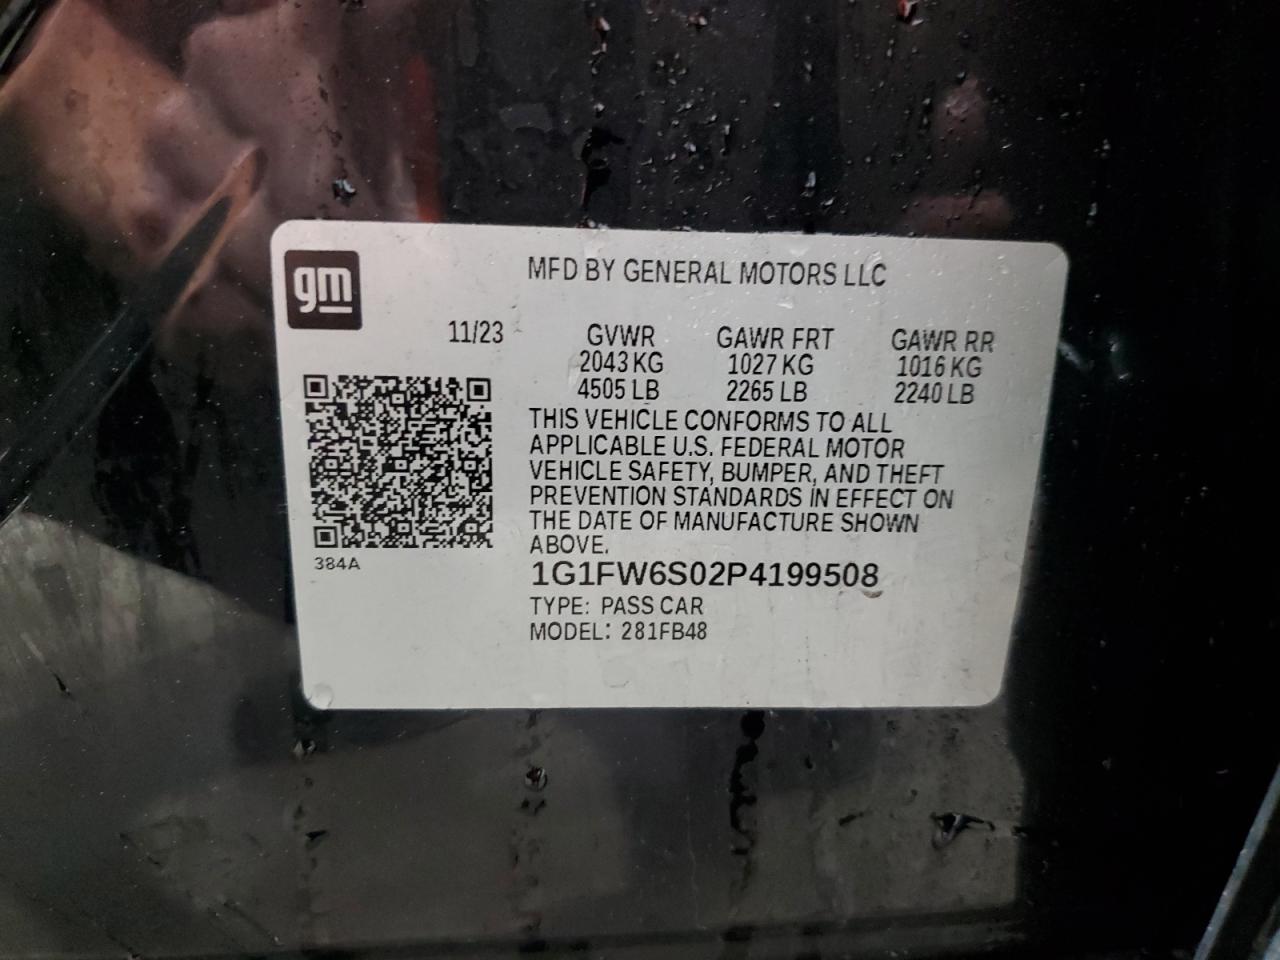 gm
MFD BY GENERAL MOTORS LLC
11/23 GVWR GAWR FRT GAWR RR
2043 KG 1027 KG 1016 KG
4505 LB 2265 LB 2240 LB
THIS VEHICLE CONFORMS TO ALL
APPLICABLE U.S. FEDERAL MOTOR
VEHICLE SAFETY, BUMPER, AND THEFT
PREVENTION STANDARDS IN EFFECT ON
THE DATE OF MANUFACTURE SHOWN
ABOVE.
384A
1G1FW6S02P4199508
TYPE: PASS CAR
MODEL: 281FB48